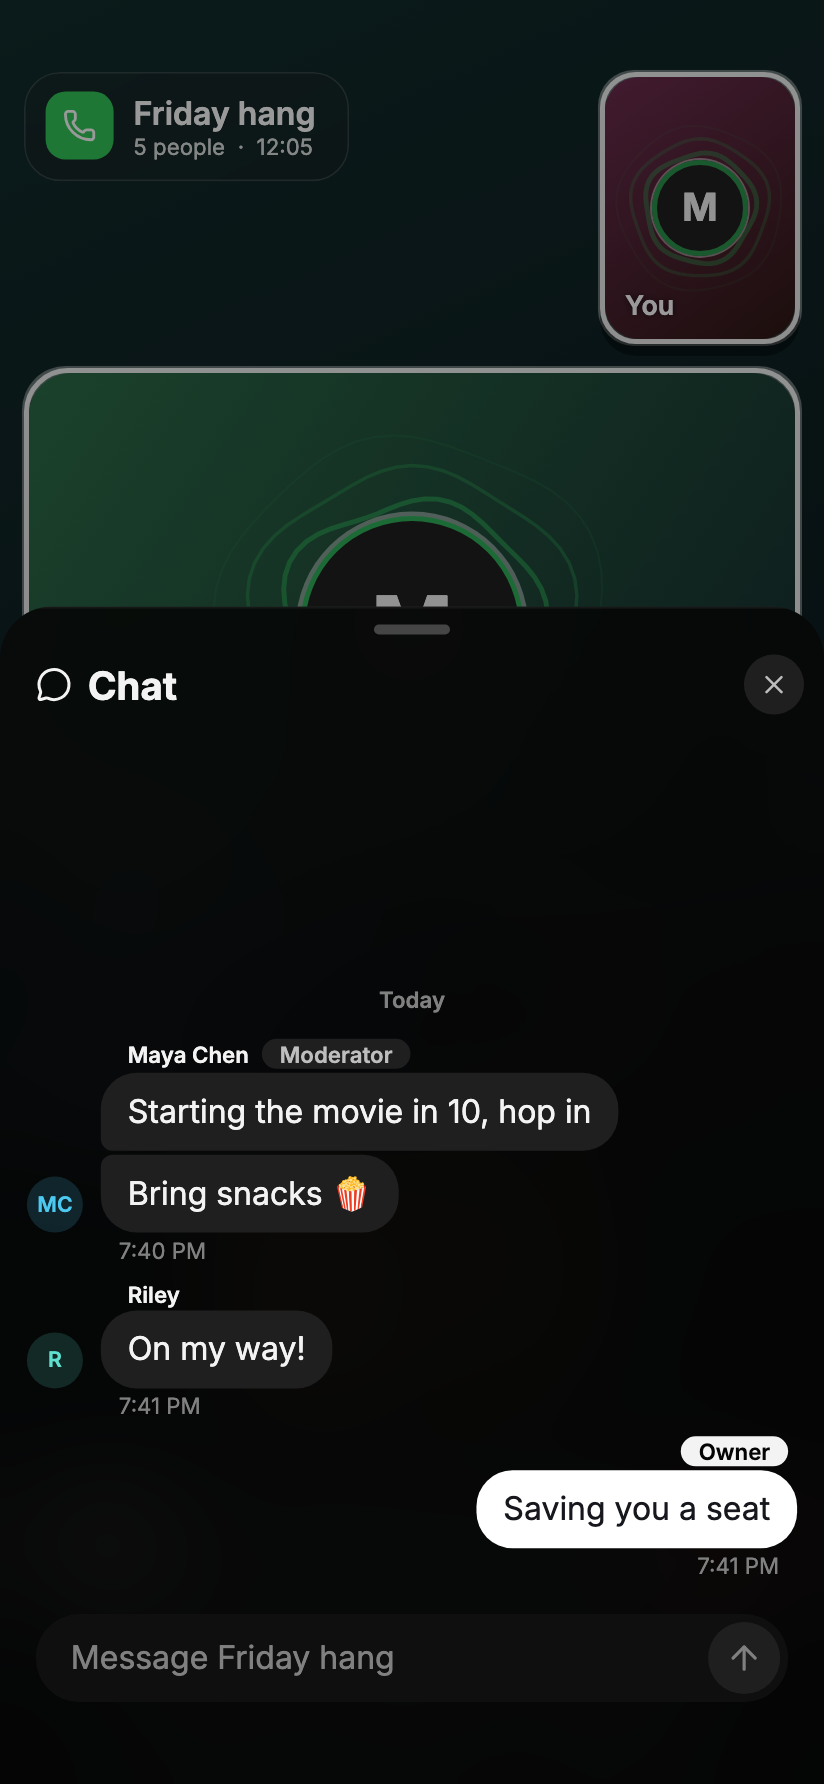 Friday hang
5 people · 12:05
M
You
M
Chat
Today
Maya Chen Moderator
Starting the movie in 10, hop in
Bring snacks 🍿
MC
7:40 PM
Riley
On my way!
R
7:41 PM
Owner
Saving you a seat
7:41 PM
Message Friday hang